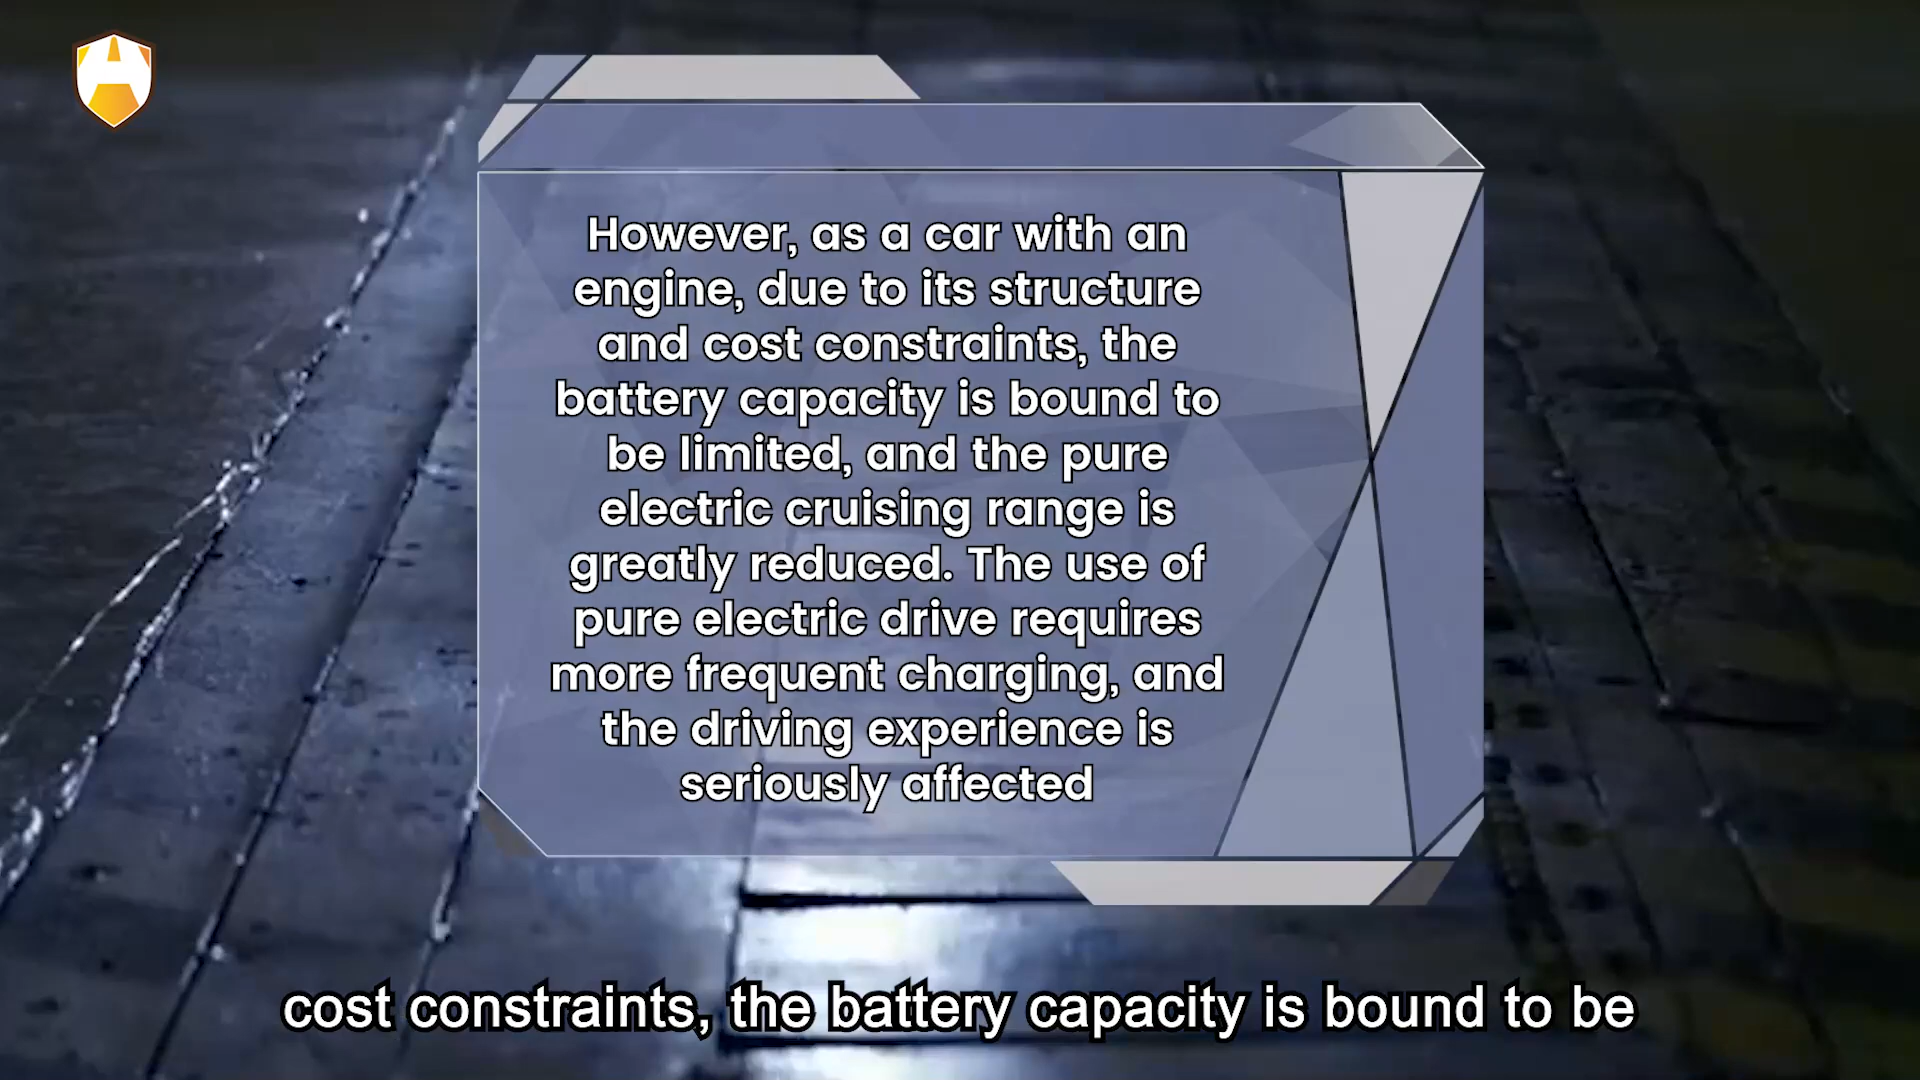 However, as a car with an
engine, due to its structure
and cost constraints, the
battery capacity is bound to
be limited, and the pure
electric cruising range is
greatly reduced. The use of
pure electric drive requires
more frequent charging, and
the driving experience is
seriously affected
cost constraints, the battery capacity is bound to be